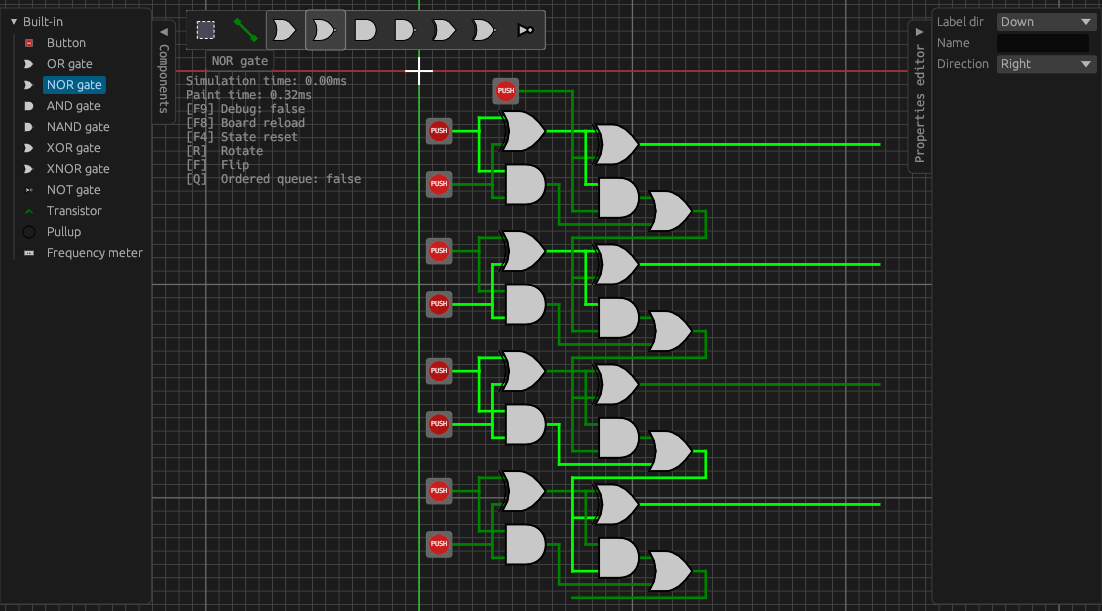 Built-in
Button
OR gate
NOR gate
AND gate
NAND gate
XOR gate
XNOR gate
NOT gate
Transistor
Pullup
Frequency meter
Components
NOR gate
Simulation time: 0.00ms
Paint time: 0.32ms
[F9] Debug: false
[F8] Board reload
[F4] State reset
[R]  Rotate
[F]  Flip
[Q]  Ordered queue: false
PUSH
PUSH
PUSH
PUSH
PUSH
PUSH
PUSH
PUSH
PUSH
Properties editor
Label dir Down
Name
Direction Right